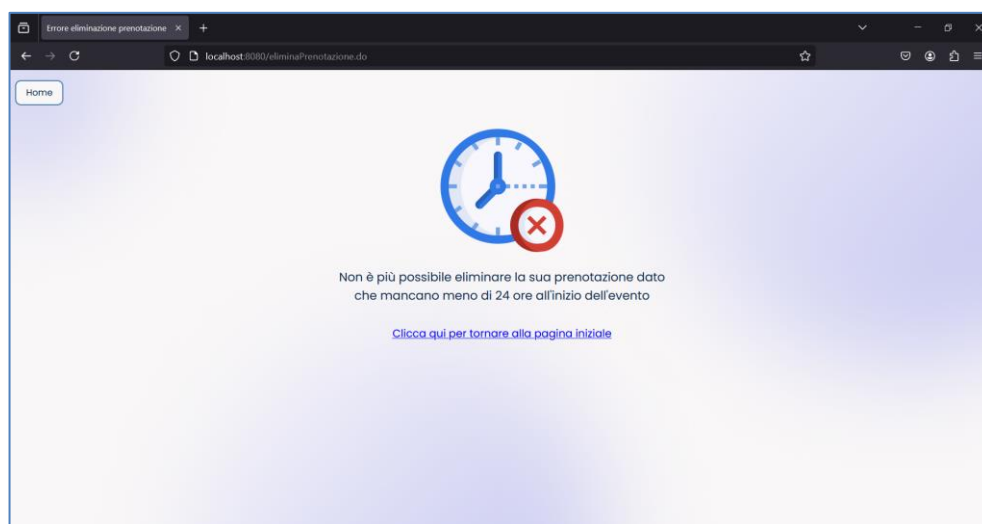 Errore eliminazione prenotazione
localhost:8080/eliminaPrenotazione.do
Home
Non è più possibile eliminare la sua prenotazione dato
che mancano meno di 24 ore all'inizio dell'evento
Clicca qui per tornare alla pagina iniziale